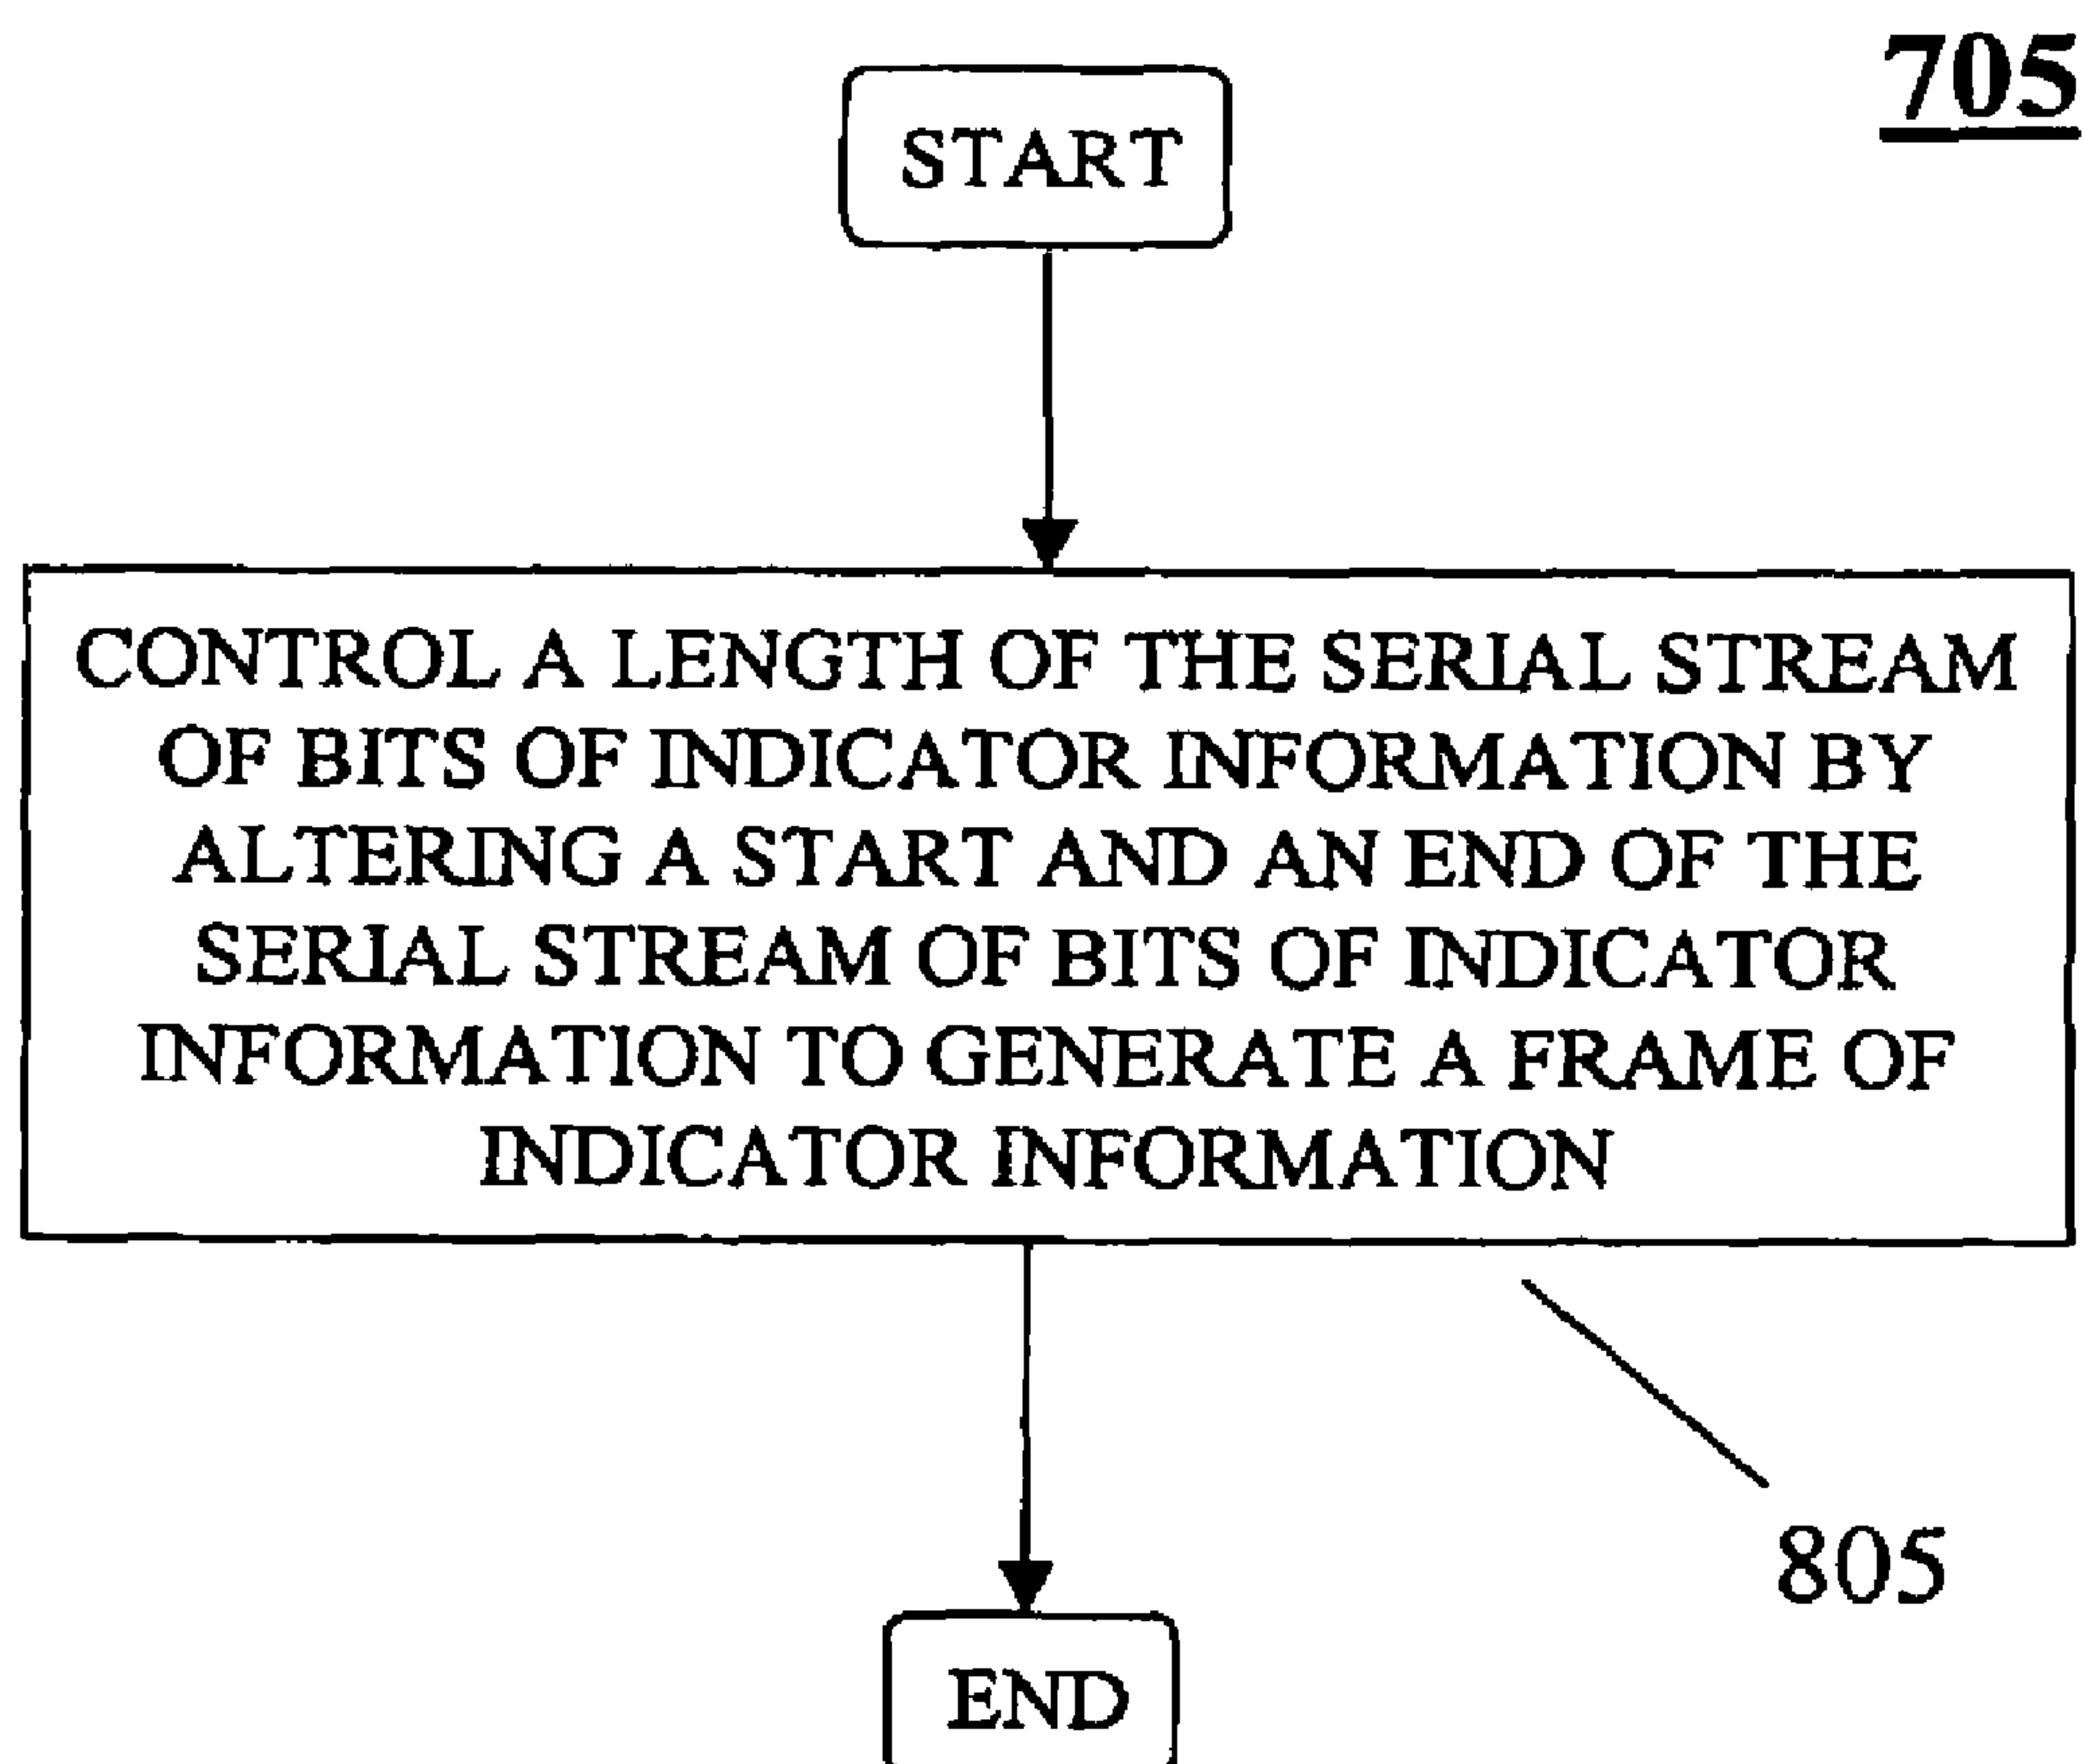 705
START
CONTROL A LENGTH OF THE SERIAL STREAM
OF BITS OF INDICATOR INFORMATION BY
ALTERING A START AND AN END OF THE
SERIAL STREAM OF BITS OF INDICATOR
INFORMATION TO GENERATE A FRAME OF
INDICATOR INFORMATION
805
END